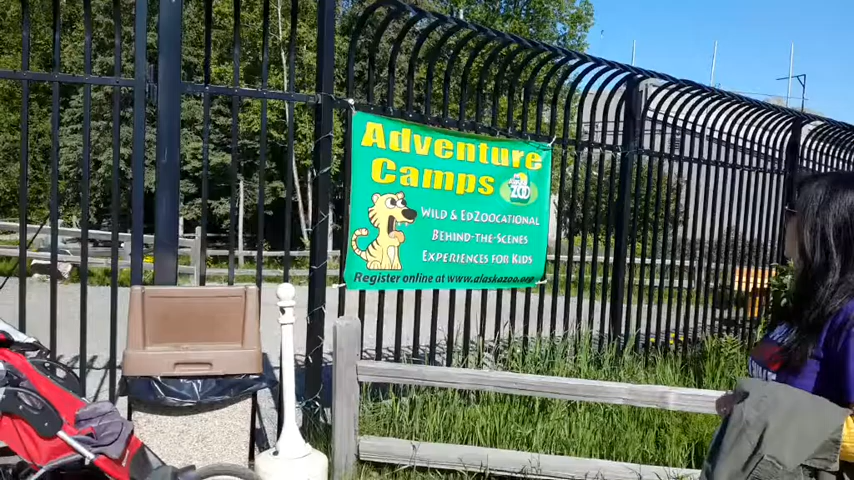 Adventure
Camps
ZOO
WILD & EDZOOCATIONAL
BEHIND-THE-SCENES
EXPERIENCES FOR KIDS
Register online at www.alaskazoo.org